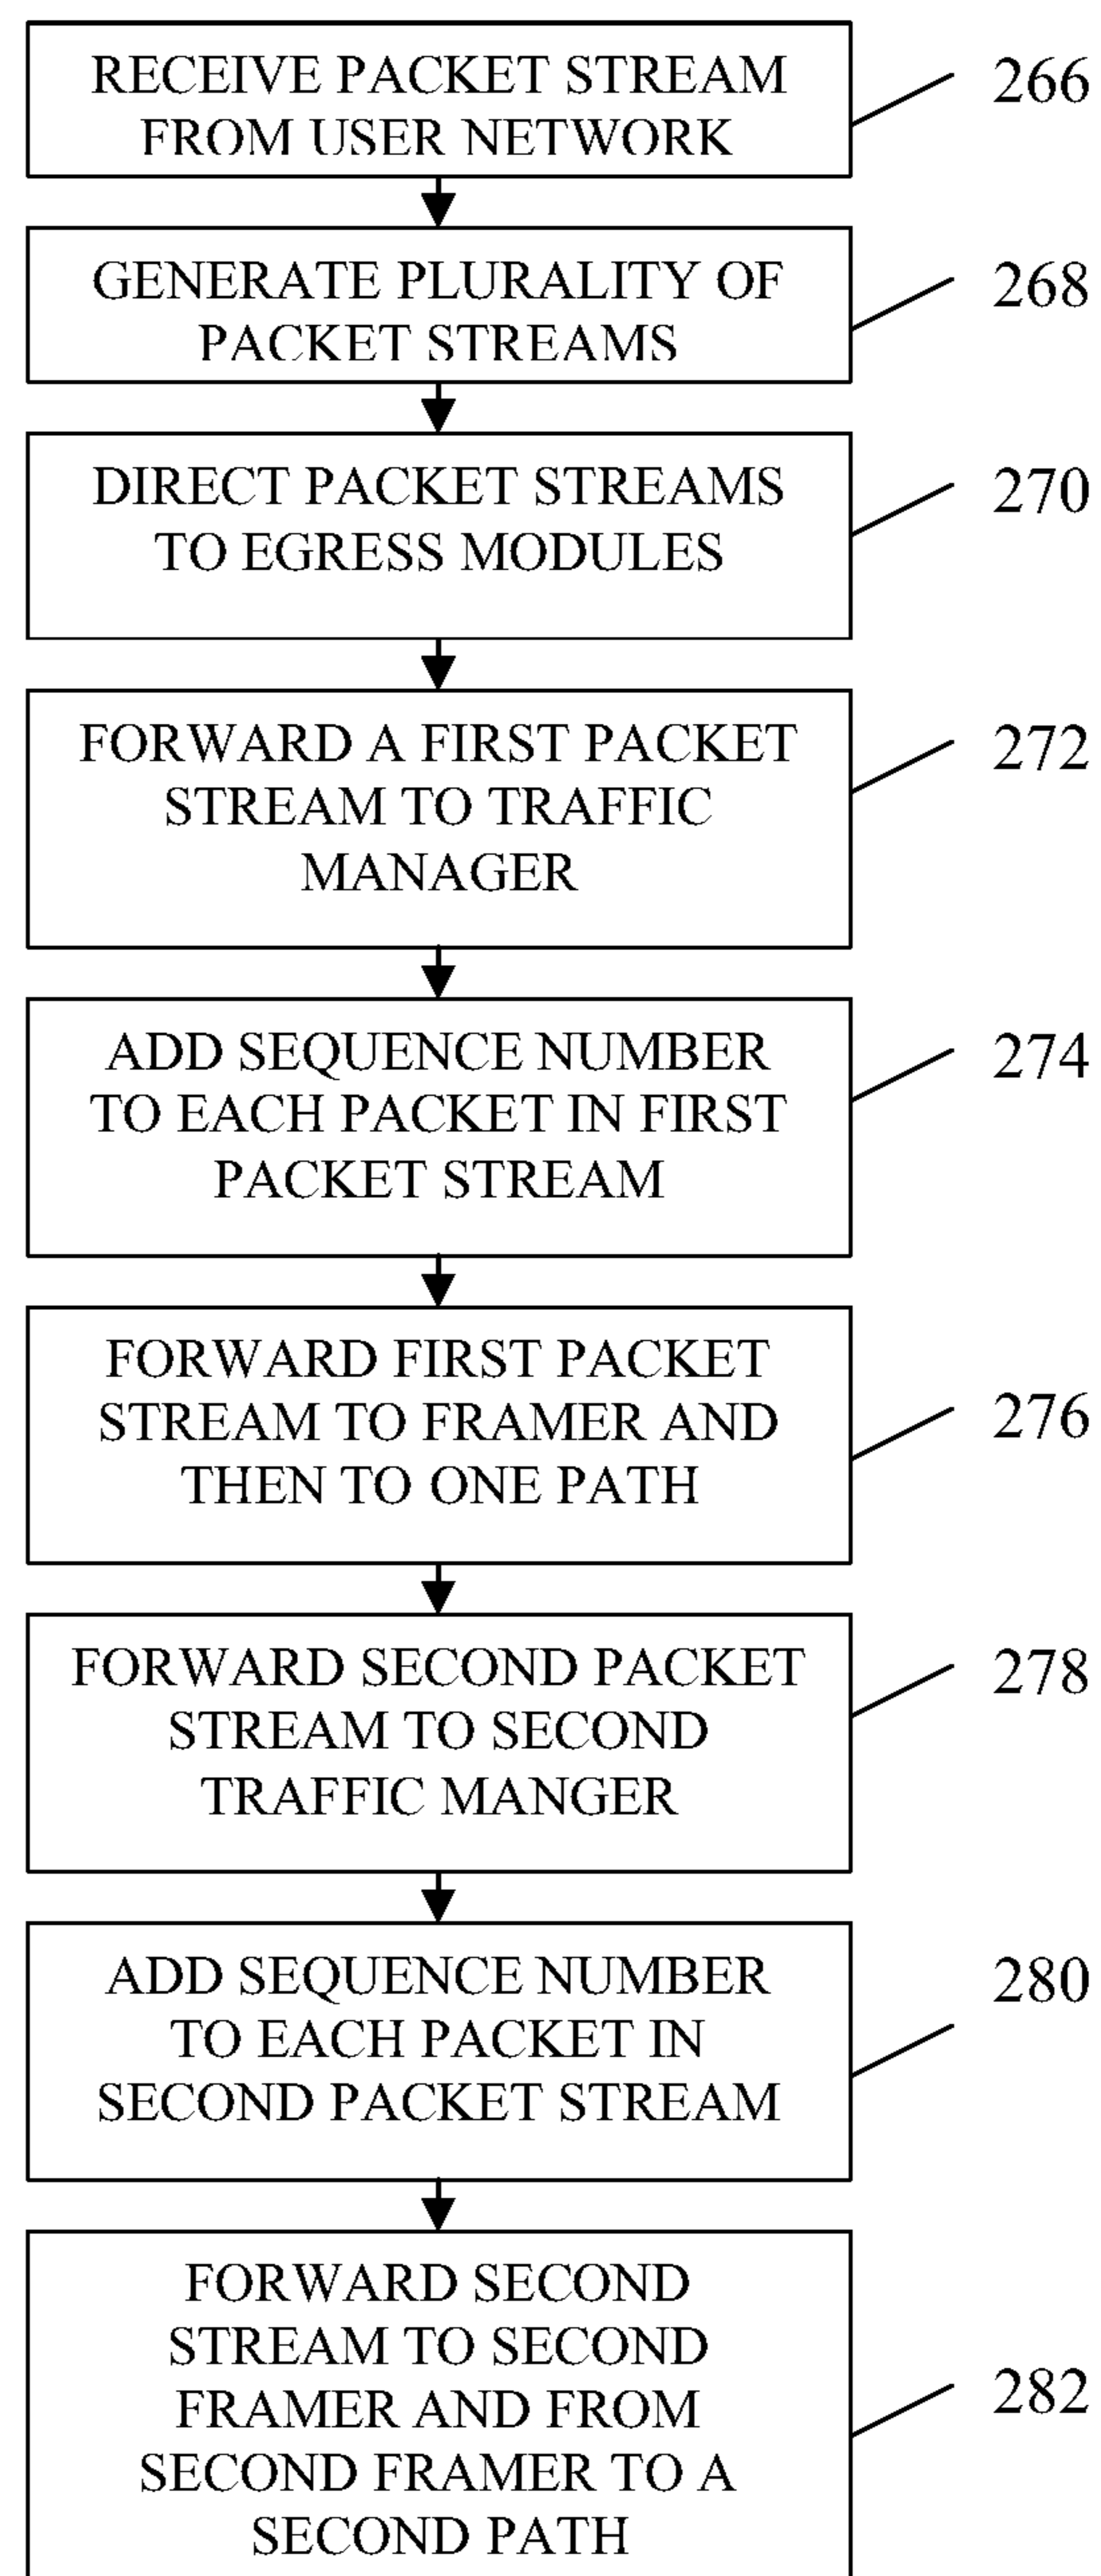 RECEIVE PACKET STREAM
FROM USER NETWORK
266
GENERATE PLURALITY OF
PACKET STREAMS
268
DIRECT PACKET STREAMS
TO EGRESS MODULES
270
FORWARD A FIRST PACKET
STREAM TO TRAFFIC
MANAGER
272
ADD SEQUENCE NUMBER
TO EACH PACKET IN FIRST
PACKET STREAM
274
FORWARD FIRST PACKET
STREAM TO FRAMER AND
THEN TO ONE PATH
276
FORWARD SECOND PACKET
STREAM TO SECOND
TRAFFIC MANGER
278
ADD SEQUENCE NUMBER
TO EACH PACKET IN
SECOND PACKET STREAM
280
FORWARD SECOND
STREAM TO SECOND
FRAMER AND FROM
SECOND FRAMER TO A
SECOND PATH
282